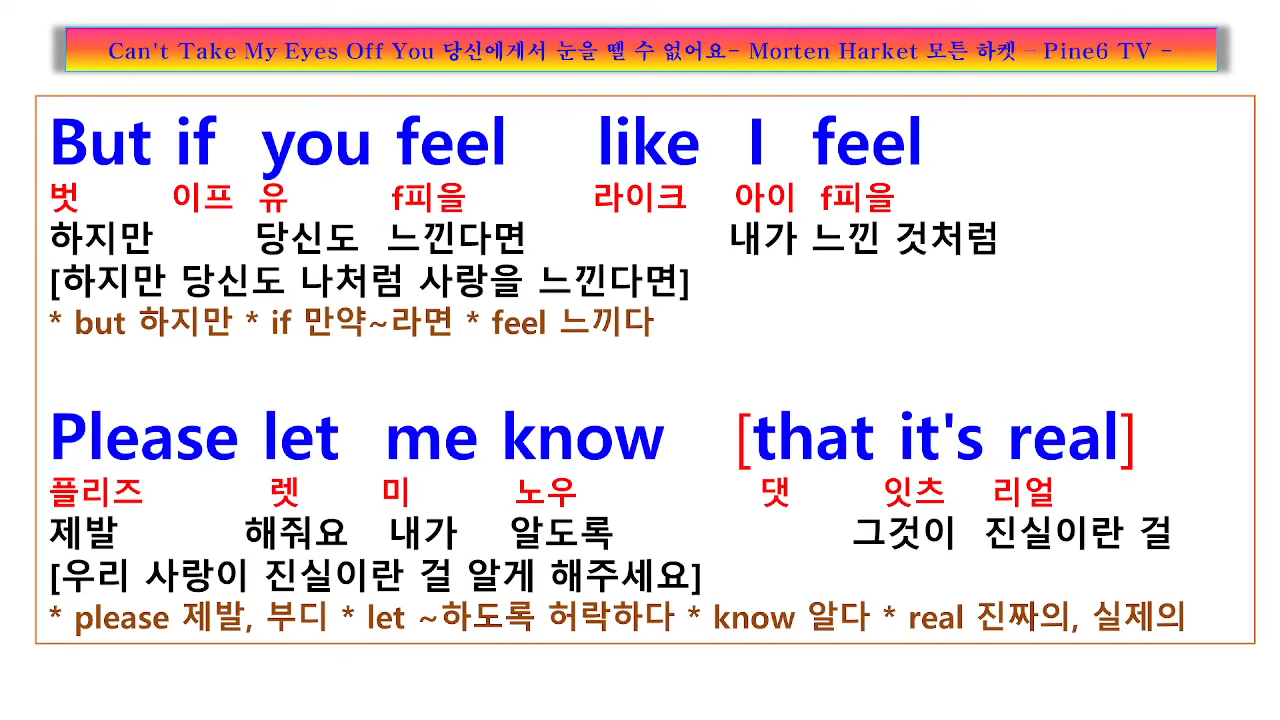 Can't Take My Eyes Off You 당신에게서 눈을 뗄 수 없어요- Morten Harket 모튼 하켓 - Pine6 TV -
But if you feel like I feel
벗 이프 유 f피을 라이크 아이 f피을
하지만 당신도 느낀다면 내가 느낀 것처럼
[하지만 당신도 나처럼 사랑을 느낀다면]
* but 하지만 * if 만약~라면 * feel 느끼다
Please let me know [that it's real]
플리즈 렛 미 노우 댓 잇츠 리얼
제발 해줘요 내가 알도록 그것이 진실이란 걸
[우리 사랑이 진실이란 걸 알게 해주세요]
* please 제발, 부디 * let ~하도록 허락하다 * know 알다 * real 진짜의, 실제의